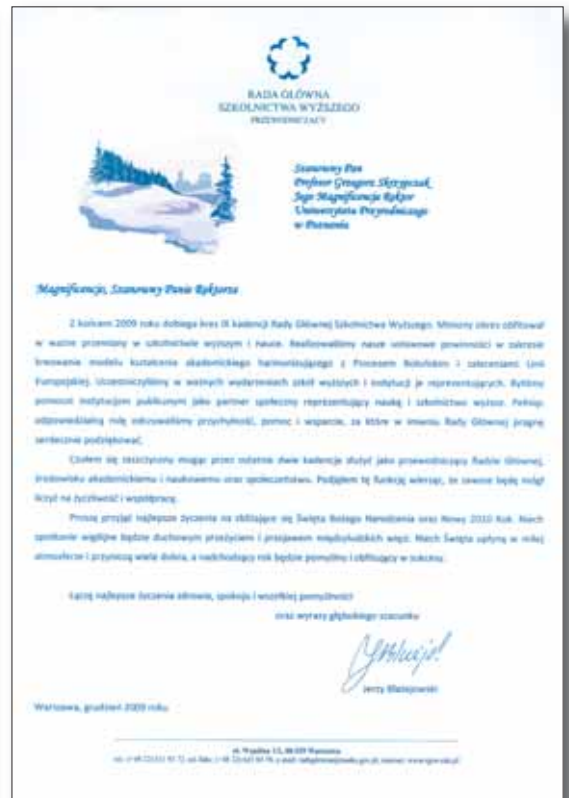 RADA GŁÓWNA
SZKOLNICTWA WYŻSZEGO
PRZEWODNICZĄCY
Szanowny Pan
Profesor Grzegorz Skrzypczak
Jego Magnificencja Rektor
Uniwersytetu Przyrodniczego
w Poznaniu
Magnificencjo, Szanowny Panie Rektorze
Z końcem 2009 roku dobiega kres IX kadencji Rady Głównej Szkolnictwa Wyższego. Miniony okres obfitował
w ważne przemiany w szkolnictwie wyższym i nauce. Realizowaliśmy nasze ustawowe powinności w zakresie
kreowania modelu kształcenia akademickiego harmonizującego z Procesem Bolońskim i zaleceniami Unii
Europejskiej. Uczestniczyliśmy w ważnych wydarzeniach szkół wyższych i instytucji je reprezentujących. Byliśmy
pomocni instytucjom publicznym jako partner społeczny reprezentujący naukę i szkolnictwo wyższe. Pełniąc
odpowiedzialną rolę odczuwaliśmy przychylność, pomoc i wsparcie, za które w imieniu Rady Głównej pragnę
serdecznie podziękować.
Czułem się zaszczycony mogąc przez ostatnie dwie kadencje służyć jako przewodniczący Radzie Głównej,
środowisku akademickiemu i naukowemu oraz społeczeństwu. Podjąłem tę funkcję wierząc, że zawsze będę mógł
liczyć na życzliwość i współpracę.
Proszę przyjąć najlepsze życzenia na zbliżające się Święta Bożego Narodzenia oraz Nowy 2010 Rok. Niech
spotkanie wigilijne będzie duchowym przeżyciem i przejawem międzyludzkich więzi. Niech Święta upłyną w miłej
atmosferze i przyniosą wiele dobra, a nadchodzący rok będzie pomyślny i obfitujący w sukcesy.
Łączę najlepsze życzenia zdrowia, spokoju i wszelkiej pomyślności
oraz wyrazy głębokiego szacunku
Jerzy Błażejowski
Warszawa, grudzień 2009 roku